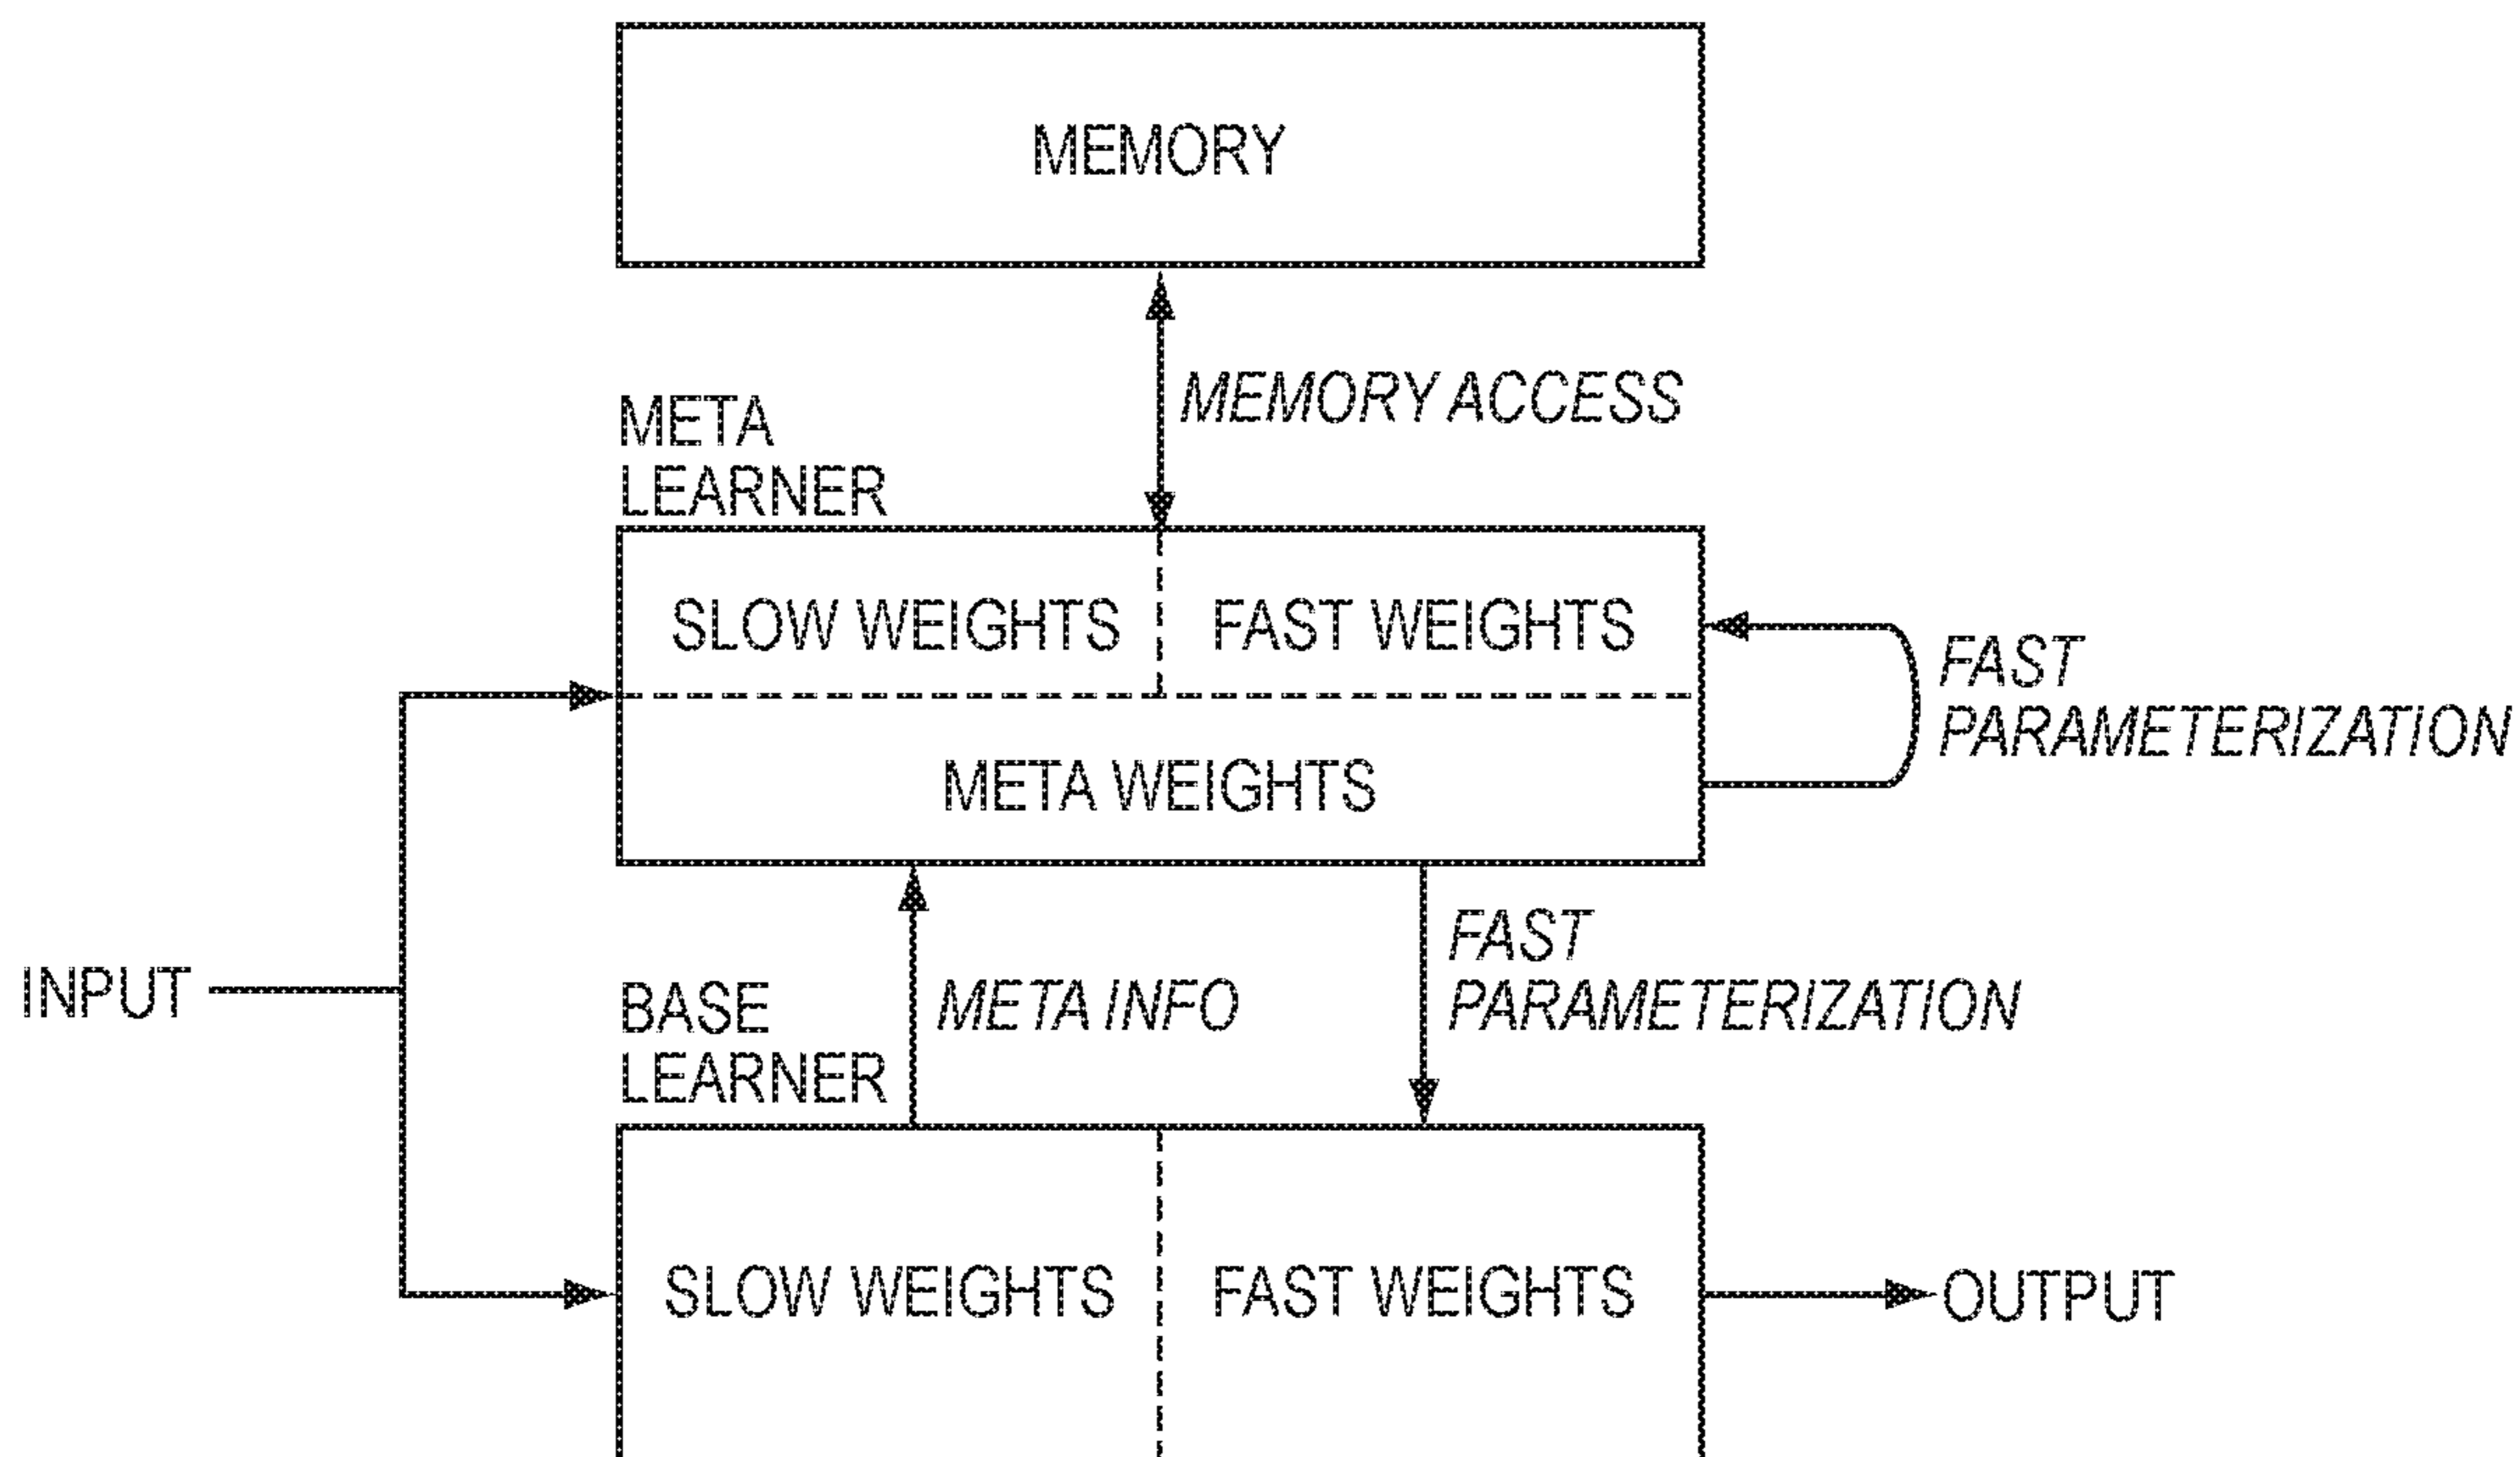 MEMORY
MEMORY ACCESS
META
LEARNER
SLOW WEIGHTS
FAST WEIGHTS
FAST
PARAMETERIZATION
META WEIGHTS
FAST
PARAMETERIZATION
INPUT
BASE
LEARNER
META INFO
SLOW WEIGHTS
FAST WEIGHTS
OUTPUT